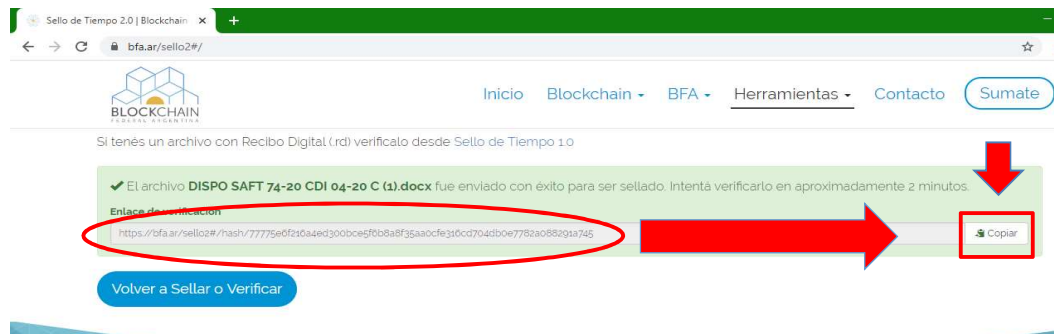 Sello de Tiempo 2.0 | Blockchain
bfa.ar/sello2#/
BLOCKCHAIN
FEDERAL ARGENTINA
Inicio Blockchain BFA Herramientas Contacto Sumate
Si tenés un archivo con Recibo Digital (.rd) verificalo desde Sello de Tiempo 1.0
El archivo DISPO SAFT 74-20 CDI 04-20 C (1).docx fue enviado con éxito para ser sellado. Intentá verificarlo en aproximadamente 2 minutos.
Enlace de verificación
https://bfa.ar/sello2#/hash/77775e6f216a4ed300bce5f6b8a8f35aa0cfe316cd704db0e7782a088291a745
Copiar
Volver a Sellar o Verificar